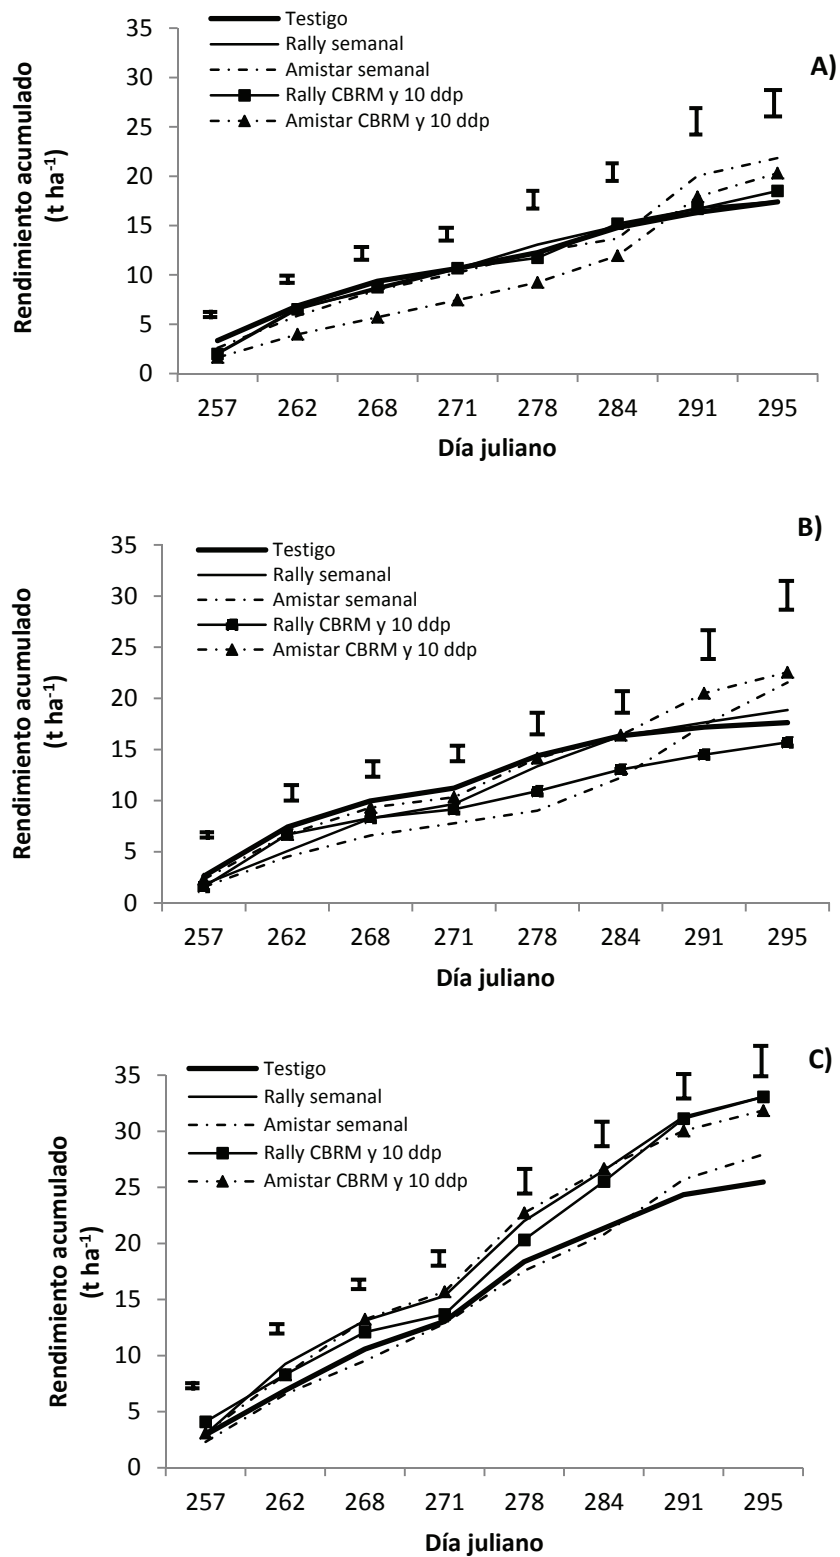 A)
Testigo
Rally semanal
Amistar semanal
Rally CBRM y 10 ddp
Amistar CBRM y 10 ddp
Rendimiento acumulado
(t ha-1)
35
30
25
20
15
10
5
0
257 262 268 271 278 284 291 295
Día juliano
B)
Testigo
Rally semanal
Amistar semanal
Rally CBRM y 10 ddp
Amistar CBRM y 10 ddp
Rendimiento acumulado
(t ha-1)
35
30
25
20
15
10
5
0
257 262 268 271 278 284 291 295
Día juliano
C)
Testigo
Rally semanal
Amistar semanal
Rally CBRM y 10 ddp
Amistar CBRM y 10 ddp
Rendimiento acumulado
(t ha-1)
35
30
25
20
15
10
5
0
257 262 268 271 278 284 291 295
Día juliano